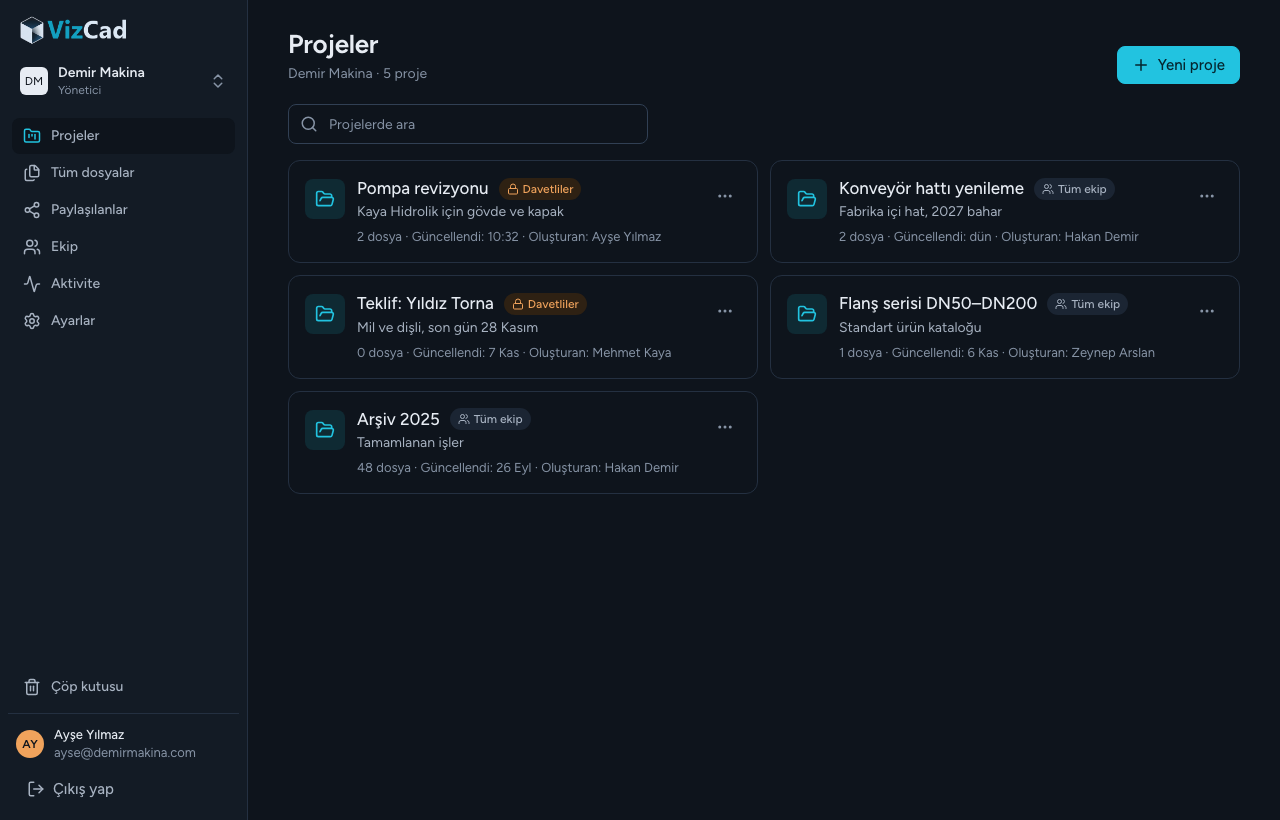 VizCad
DM
Demir Makina
Yönetici
Projeler
Tüm dosyalar
Paylaşılanlar
Ekip
Aktivite
Ayarlar
Çöp kutusu
AY
Ayşe Yılmaz
ayse@demirmakina.com
Çıkış yap
Projeler
Demir Makina · 5 proje
Yeni proje
Projelerde ara
Pompa revizyonu Davetliler
Kaya Hidrolik için gövde ve kapak
2 dosya · Güncellendi: 10:32 · Oluşturan: Ayşe Yılmaz
Konveyör hattı yenileme Tüm ekip
Fabrika içi hat, 2027 bahar
2 dosya · Güncellendi: dün · Oluşturan: Hakan Demir
Teklif: Yıldız Torna Davetliler
Mil ve dişli, son gün 28 Kasım
0 dosya · Güncellendi: 7 Kas · Oluşturan: Mehmet Kaya
Flanş serisi DN50–DN200 Tüm ekip
Standart ürün kataloğu
1 dosya · Güncellendi: 6 Kas · Oluşturan: Zeynep Arslan
Arşiv 2025 Tüm ekip
Tamamlanan işler
48 dosya · Güncellendi: 26 Eyl · Oluşturan: Hakan Demir